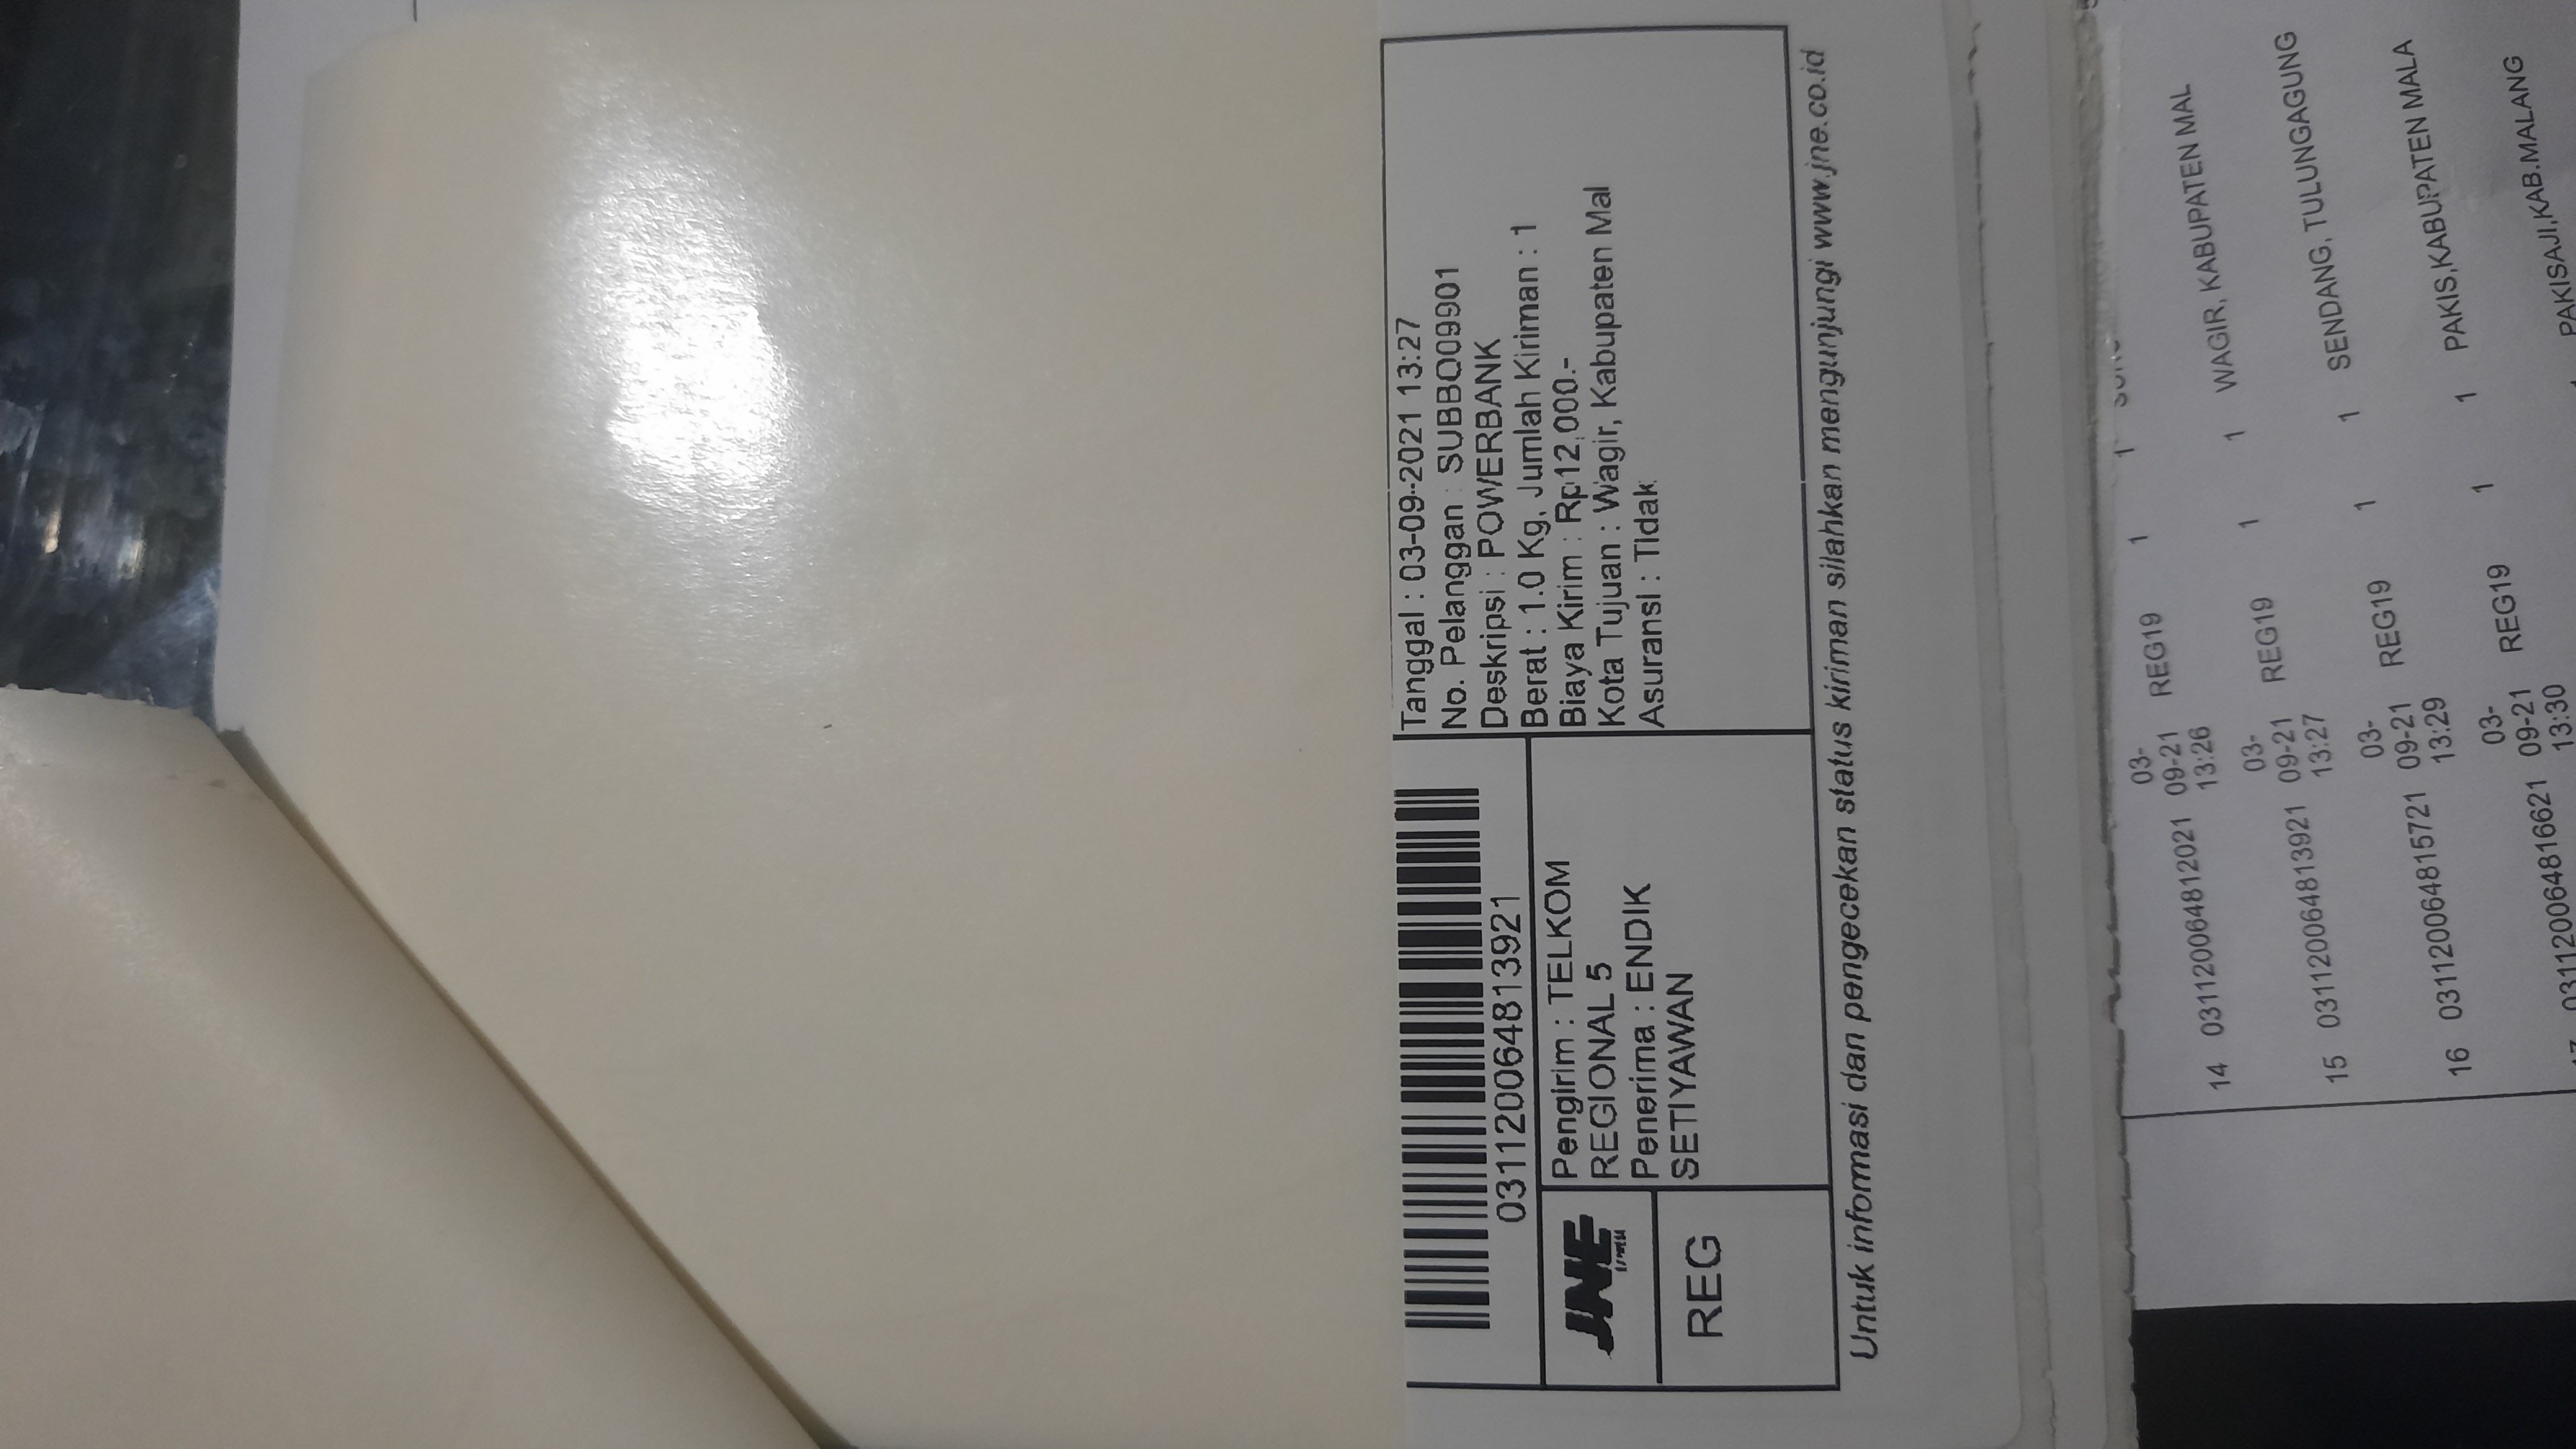 Tanggal : 03-09-2021 13:27
No. Pelanggan : SUBBO09901
Deskripsi : POWERBANK
Berat : 1.0 Kg, Jumlah Kiriman : 1
Biaya Kirim : Rp12,000.-
Kota Tujuan : Wagir, Kabupaten Mal
Asuransi : Tidak
031120064813921
JNE
REG
Pengirim : TELKOM
REGIONAL 5
Penerima : ENDIK
SETIYAWAN
Untuk informasi dan pengecekan status kiriman silahkan mengunjungi www.jne.co.id
14 031120064812021 03-09-21 13:26 REG19 1 1
15 031120064813921 03-09-21 13:27 REG19 1 1 WAGIR, KABUPATEN MAL
16 031120064815721 03-09-21 13:29 REG19 1 1 SENDANG, TULUNGAGUNG
031120064816621 03-09-21 13:30 REG19 1 1 PAKIS,KABUPATEN MALA
PAKISAJI,KAB.MALANG